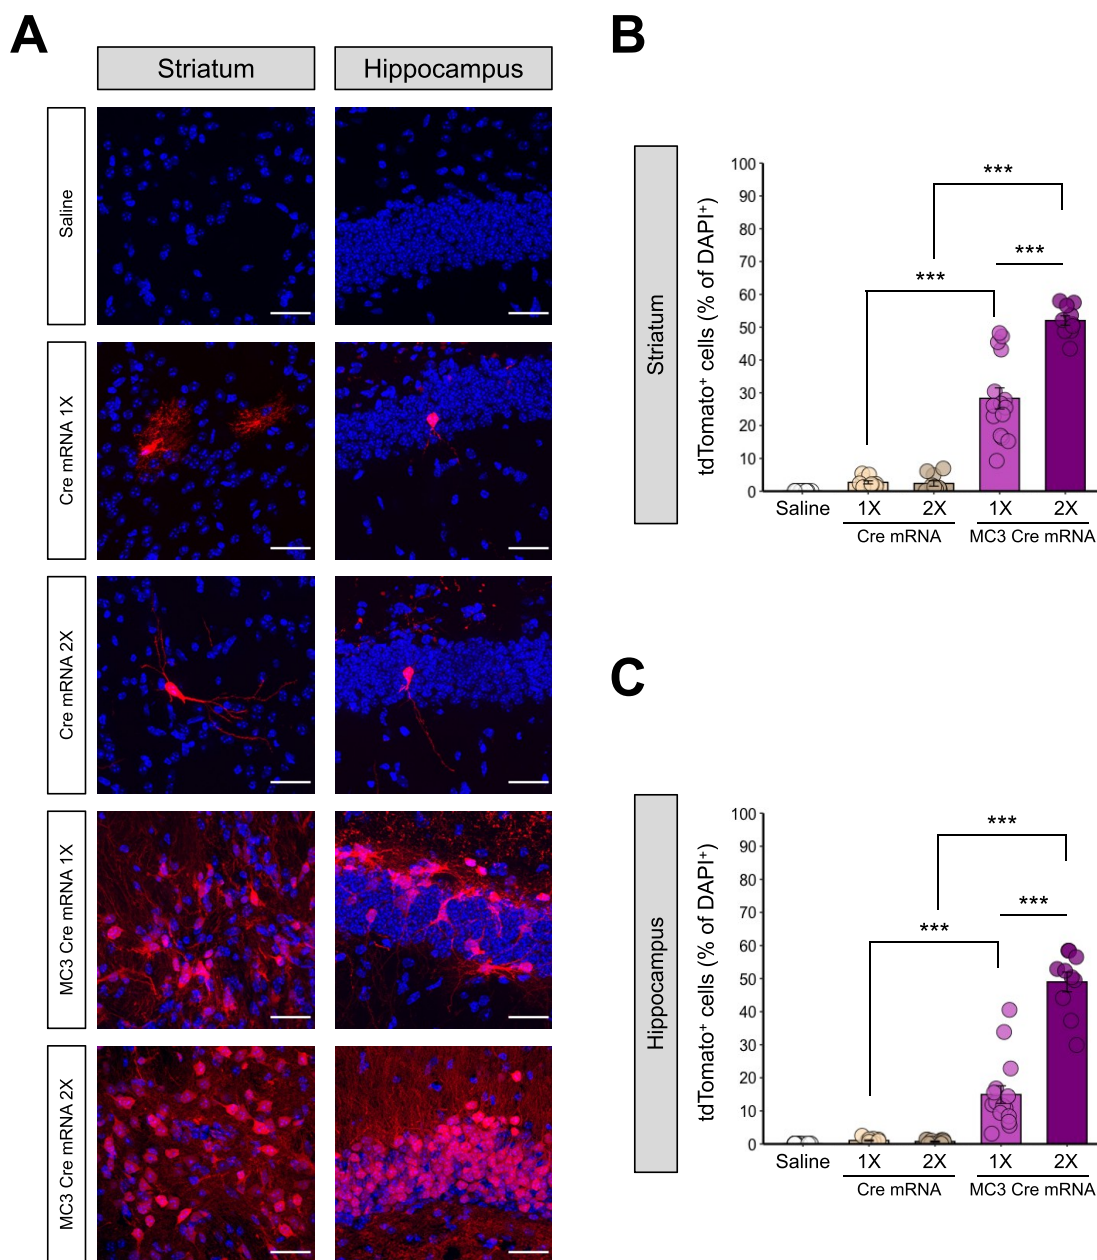 A
Striatum
Hippocampus
Saline
Cre mRNA 1X
Cre mRNA 2X
MC3 Cre mRNA 1X
MC3 Cre mRNA 2X
B
Striatum
tdTomato⁺ cells (% of DAPI⁺)
100
90
80
70
60
50
40
30
20
10
0
***
***
***
Saline 1X 2X 1X 2X
Cre mRNA MC3 Cre mRNA
C
Hippocampus
tdTomato⁺ cells (% of DAPI⁺)
100
90
80
70
60
50
40
30
20
10
0
***
***
***
Saline 1X 2X 1X 2X
Cre mRNA MC3 Cre mRNA